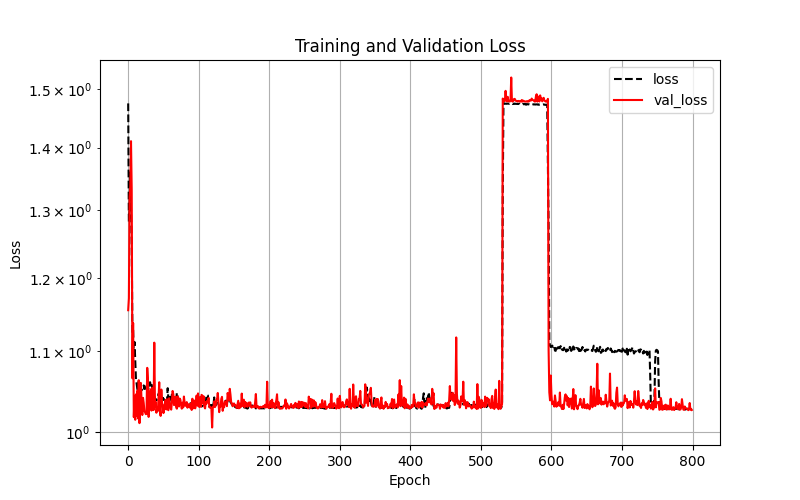 Training and Validation Loss
loss
val_loss
Loss
1.5 × 10⁰
1.4 × 10⁰
1.3 × 10⁰
1.2 × 10⁰
1.1 × 10⁰
10⁰
0 100 200 300 400 500 600 700 800
Epoch